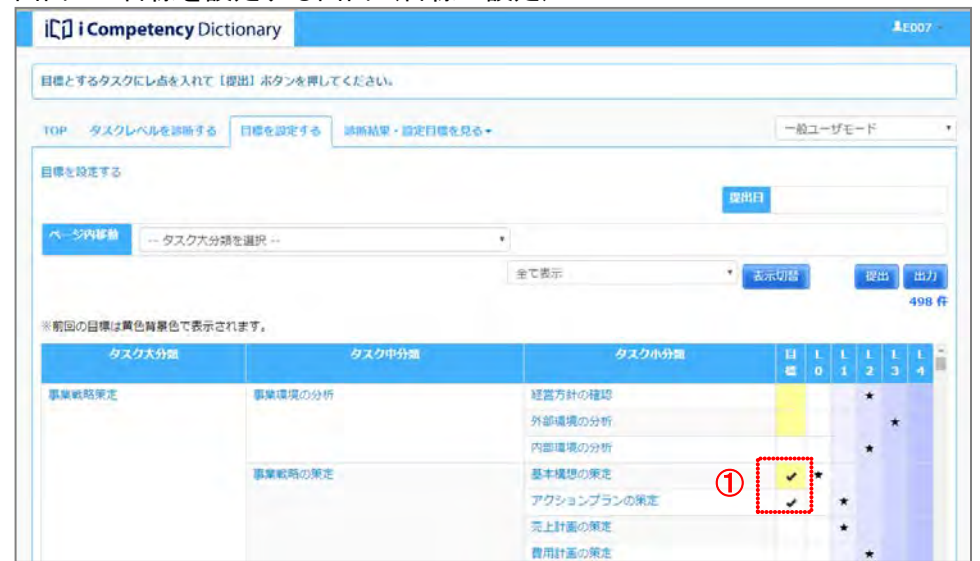 i Competency Dictionary
E007
目標とするタスクにレ点を入れて【提出】ボタンを押してください。
TOP タスクレベルを診断する 目標を設定する 診断結果・設定目標を見る 一般ユーザモード
目標を設定する
提出日
ページ内移動 -- タスク大分類を選択 --
全て表示 表示切替 提出 出力
498 件
※前回の目標は黄色背景色で表示されます。
タスク大分類 タスク中分類 タスク小分類 目標 L0 L1 L2 L3 L4
事業戦略策定 事業環境の分析 経営方針の確認 ★
外部環境の分析 ★
内部環境の分析 ★
事業戦略の策定 基本構想の策定 ① ✔ ★
アクションプランの策定 ✔ ★
売上計画の策定 ★
費用計画の策定 ★